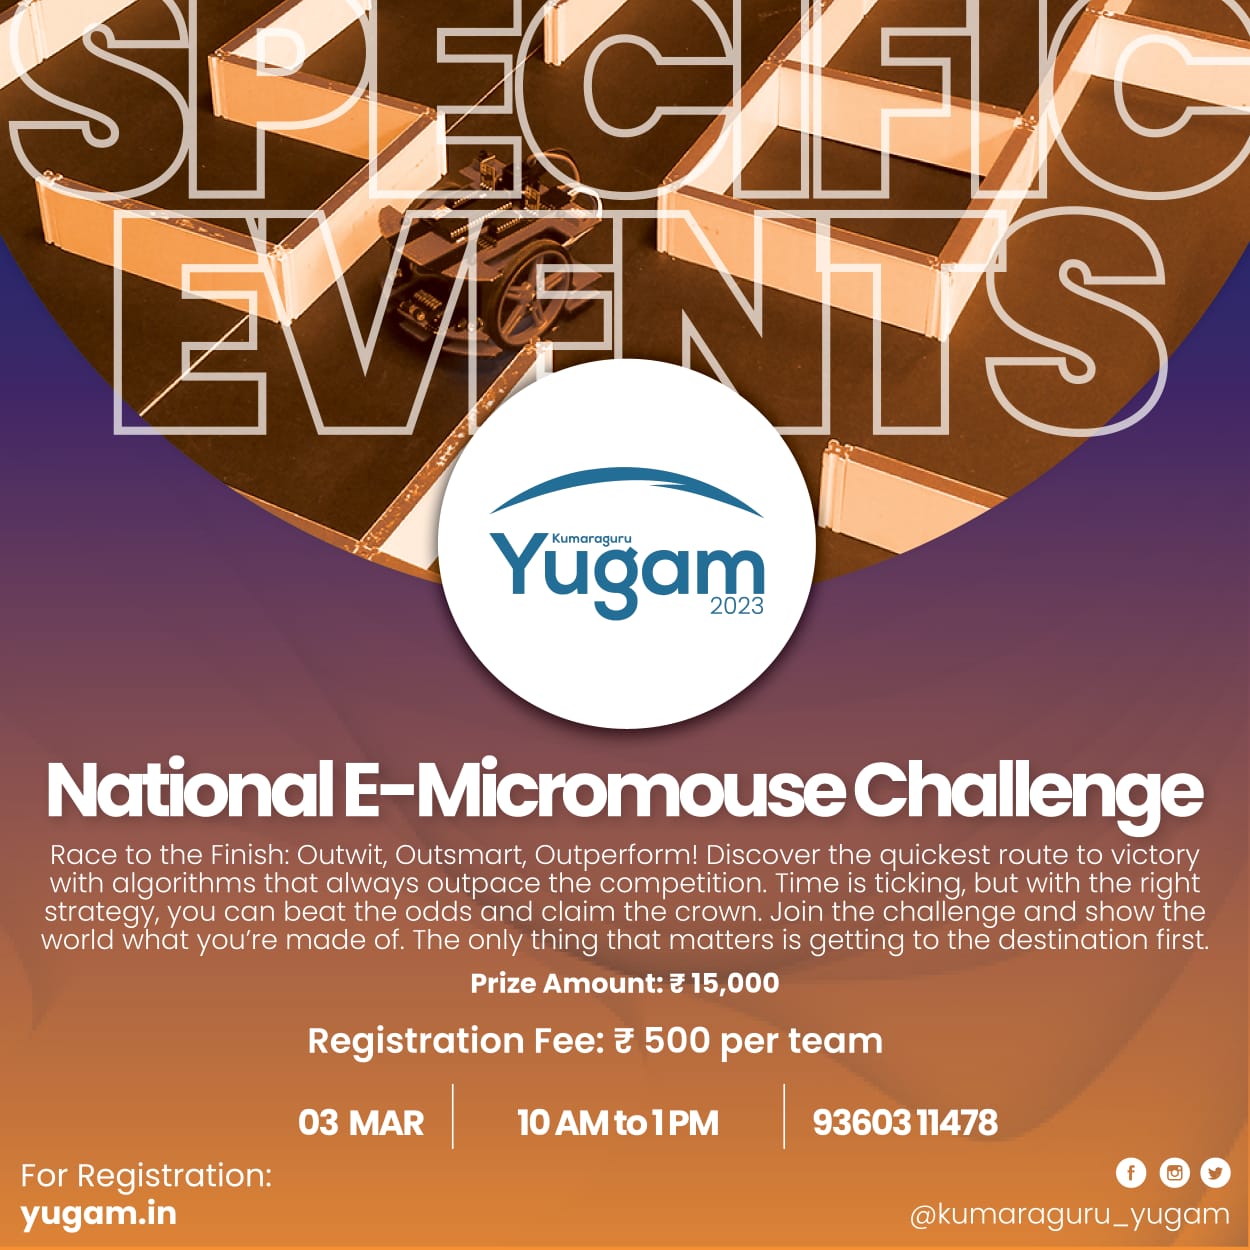 SPECIFIC
EVENTS
Kumaraguru
Yugam
2023
National E-Micromouse Challenge
Race to the Finish: Outwit, Outsmart, Outperform! Discover the quickest route to victory
with algorithms that always outpace the competition. Time is ticking, but with the right
strategy, you can beat the odds and claim the crown. Join the challenge and show the
world what you're made of. The only thing that matters is getting to the destination first.
Prize Amount: ₹ 15,000
Registration Fee: ₹ 500 per team
03 MAR
10 AM to 1 PM
93603 11478
For Registration:
yugam.in
@kumaraguru_yugam